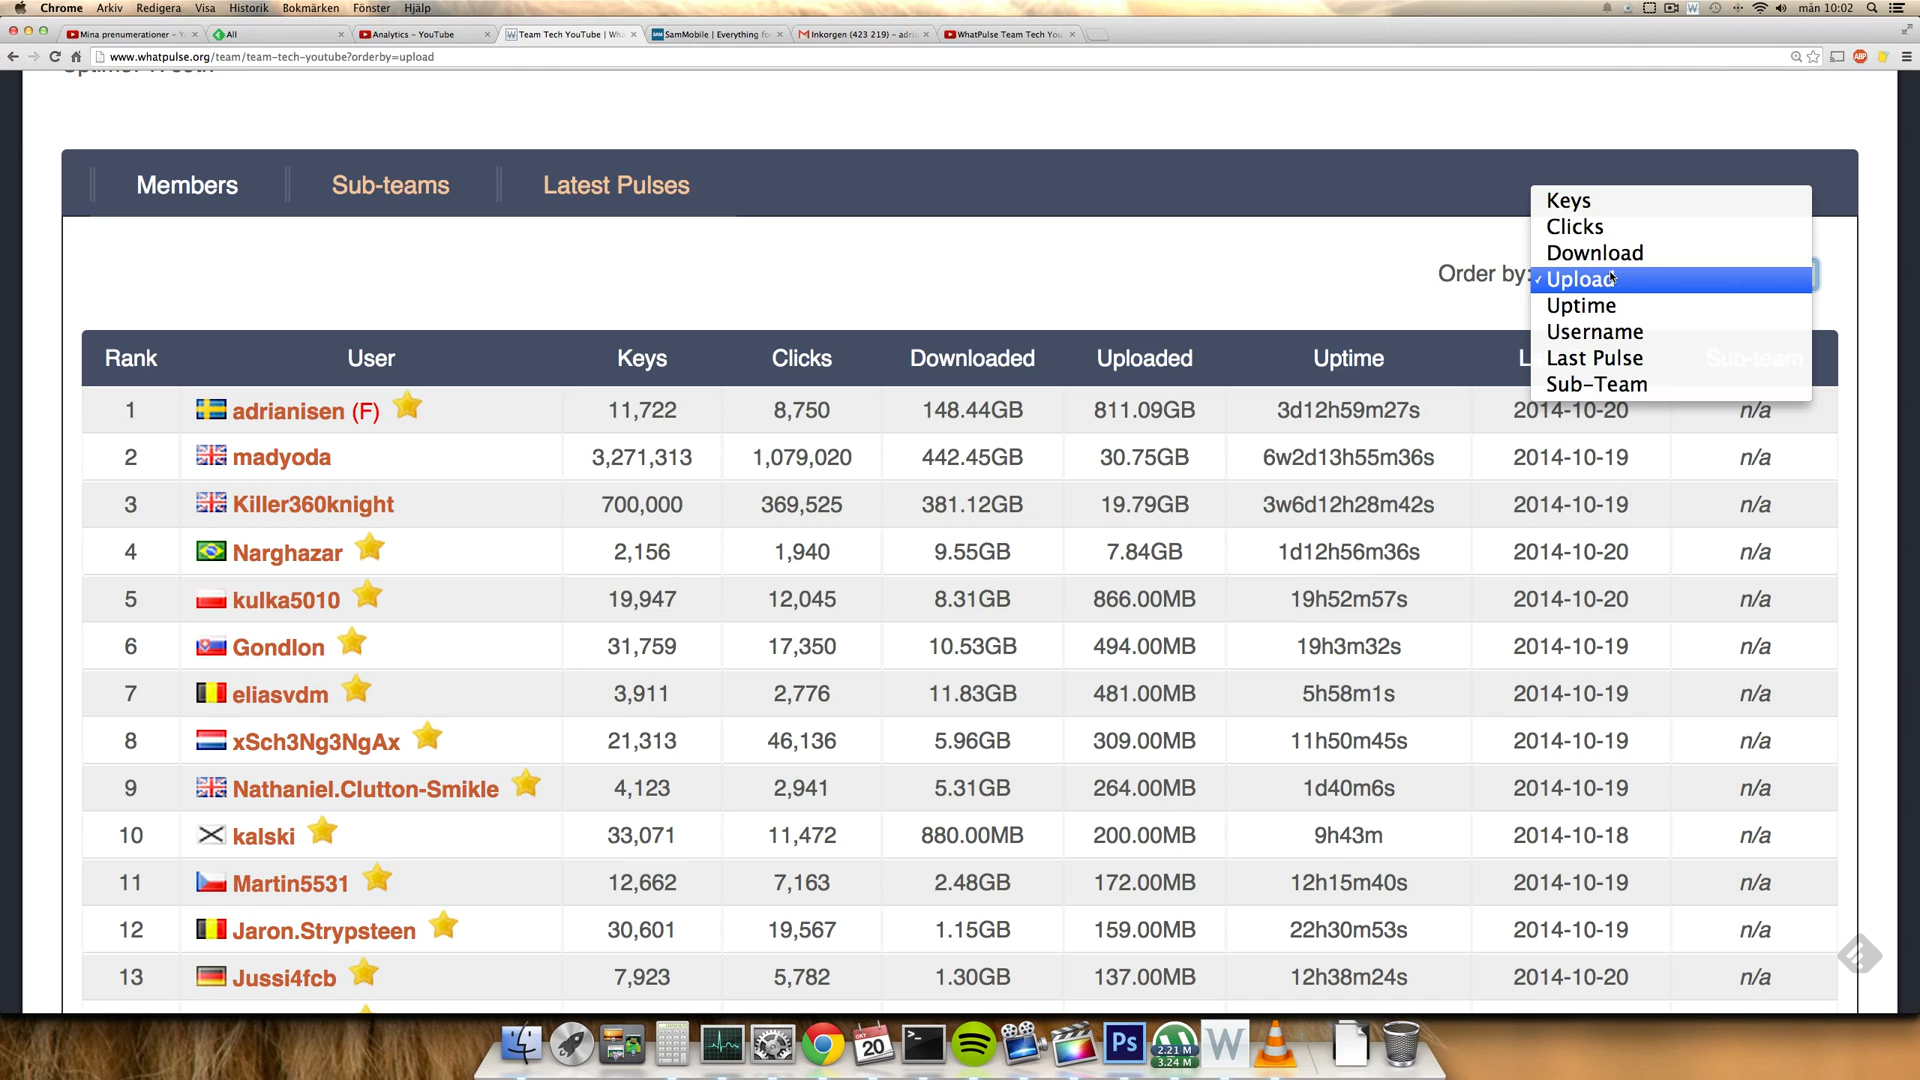 Chrome Arkiv Redigera Visa Historik Bokmärken Fönster Hjälp mån 10:02
Mina prenumerationer - Y All Analytics - YouTube Team Tech YouTube | Wha SamMobile | Everything fo Inkorgen (423 219) - adria WhatPulse Team Tech You
www.whatpulse.org/team/team-tech-youtube?orderby=upload ABP
Members Sub-teams Latest Pulses
Order by:
Keys
Clicks
Download
✓ Upload
Uptime
Username
Last Pulse
Sub-Team
Rank User Keys Clicks Downloaded Uploaded Uptime Sub-team
1 adrianisen (F) 11,722 8,750 148.44GB 811.09GB 3d12h59m27s 2014-10-20 n/a
2 madyoda 3,271,313 1,079,020 442.45GB 30.75GB 6w2d13h55m36s 2014-10-19 n/a
3 Killer360knight 700,000 369,525 381.12GB 19.79GB 3w6d12h28m42s 2014-10-19 n/a
4 Narghazar 2,156 1,940 9.55GB 7.84GB 1d12h56m36s 2014-10-20 n/a
5 kulka5010 19,947 12,045 8.31GB 866.00MB 19h52m57s 2014-10-20 n/a
6 Gondlon 31,759 17,350 10.53GB 494.00MB 19h3m32s 2014-10-19 n/a
7 eliasvdm 3,911 2,776 11.83GB 481.00MB 5h58m1s 2014-10-19 n/a
8 xSch3Ng3NgAx 21,313 46,136 5.96GB 309.00MB 11h50m45s 2014-10-19 n/a
9 Nathaniel.Clutton-Smikle 4,123 2,941 5.31GB 264.00MB 1d40m6s 2014-10-19 n/a
10 kalski 33,071 11,472 880.00MB 200.00MB 9h43m 2014-10-18 n/a
11 Martin5531 12,662 7,163 2.48GB 172.00MB 12h15m40s 2014-10-19 n/a
12 Jaron.Strypsteen 30,601 19,567 1.15GB 159.00MB 22h30m53s 2014-10-19 n/a
13 Jussi4fcb 7,923 5,782 1.30GB 137.00MB 12h38m24s 2014-10-20 n/a
OKT
20 Ps 2.21 M W
3.24 M